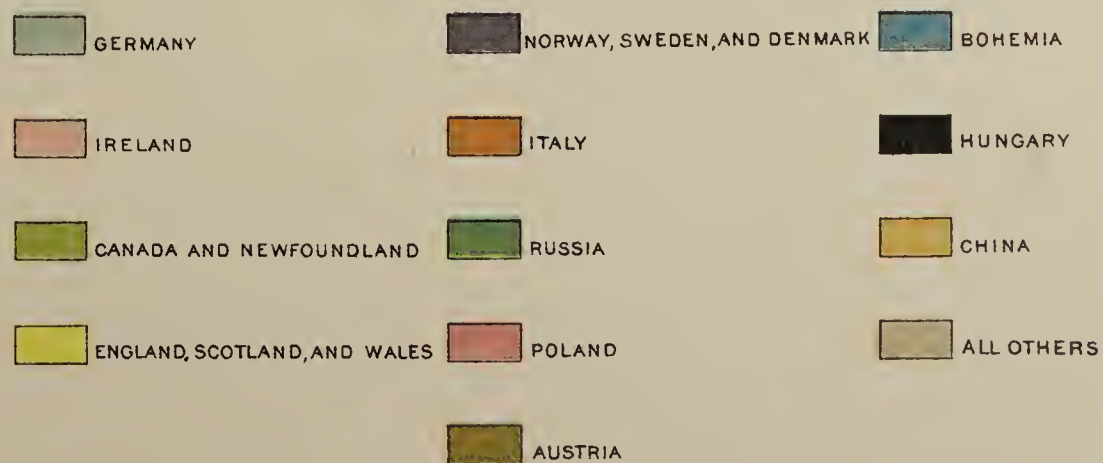 GERMANY
IRELAND
CANADA AND NEWFOUNDLAND
ENGLAND, SCOTLAND, AND WALES
NORWAY, SWEDEN, AND DENMARK
ITALY
RUSSIA
POLAND
AUSTRIA
BOHEMIA
HUNGARY
CHINA
ALL OTHERS